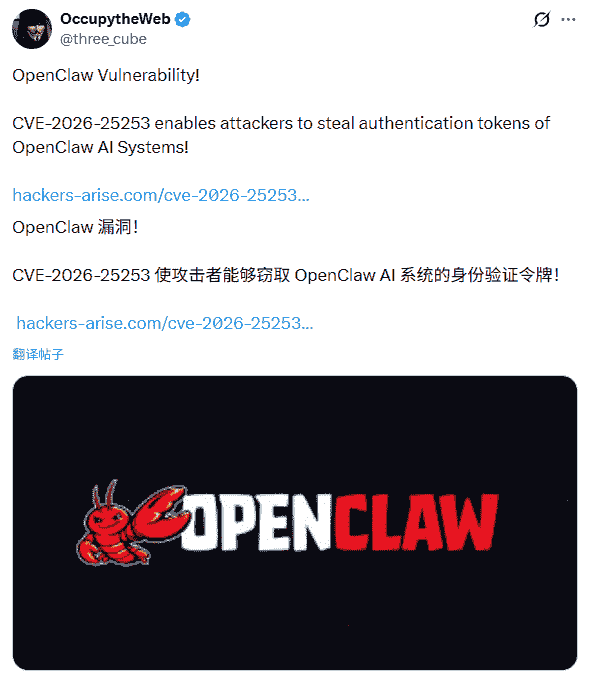 OccupytheWeb
@three_cube
OpenClaw Vulnerability!
CVE-2026-25253 enables attackers to steal authentication tokens of
OpenClaw AI Systems!
hackers-arise.com/cve-2026-25253...
OpenClaw 漏洞！
CVE-2026-25253 使攻击者能够窃取 OpenClaw AI 系统的身份验证令牌！
hackers-arise.com/cve-2026-25253...
翻译帖子
OPENCLAW